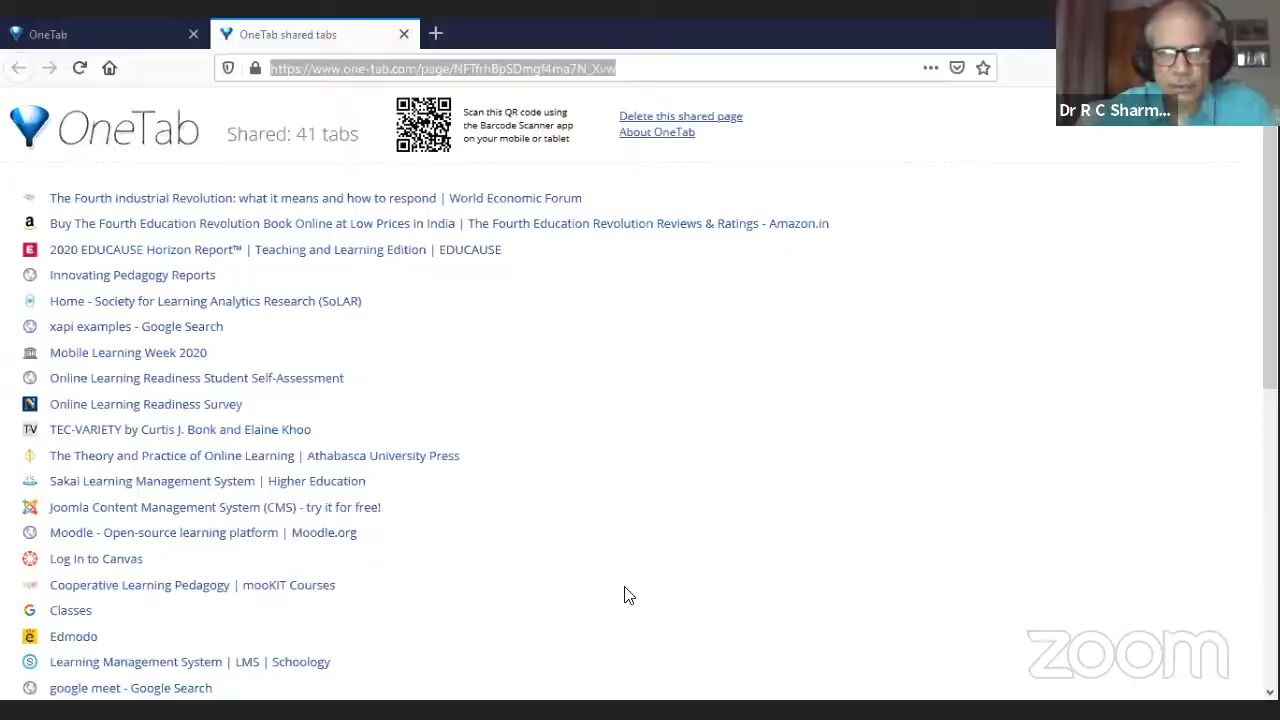 OneTab
OneTab shared tabs
https://www.one-tab.com/page/NFTfrhBpSDmgf4ma7N_Xvw
Dr R C Sharm...
OneTab
Shared: 41 tabs
Scan this QR code using
the Barcode Scanner app
on your mobile or tablet
Delete this shared page
About OneTab
The Fourth Industrial Revolution: what it means and how to respond | World Economic Forum
Buy The Fourth Education Revolution Book Online at Low Prices in India | The Fourth Education Revolution Reviews & Ratings - Amazon.in
2020 EDUCAUSE Horizon Report™ | Teaching and Learning Edition | EDUCAUSE
Innovating Pedagogy Reports
Home - Society for Learning Analytics Research (SoLAR)
xapi examples - Google Search
Mobile Learning Week 2020
Online Learning Readiness Student Self-Assessment
Online Learning Readiness Survey
TEC-VARIETY by Curtis J. Bonk and Elaine Khoo
The Theory and Practice of Online Learning | Athabasca University Press
Sakai Learning Management System | Higher Education
Joomla Content Management System (CMS) - try it for free!
Moodle - Open-source learning platform | Moodle.org
Log In to Canvas
Cooperative Learning Pedagogy | mooKIT Courses
Classes
Edmodo
Learning Management System | LMS | Schoology
google meet - Google Search
zoom